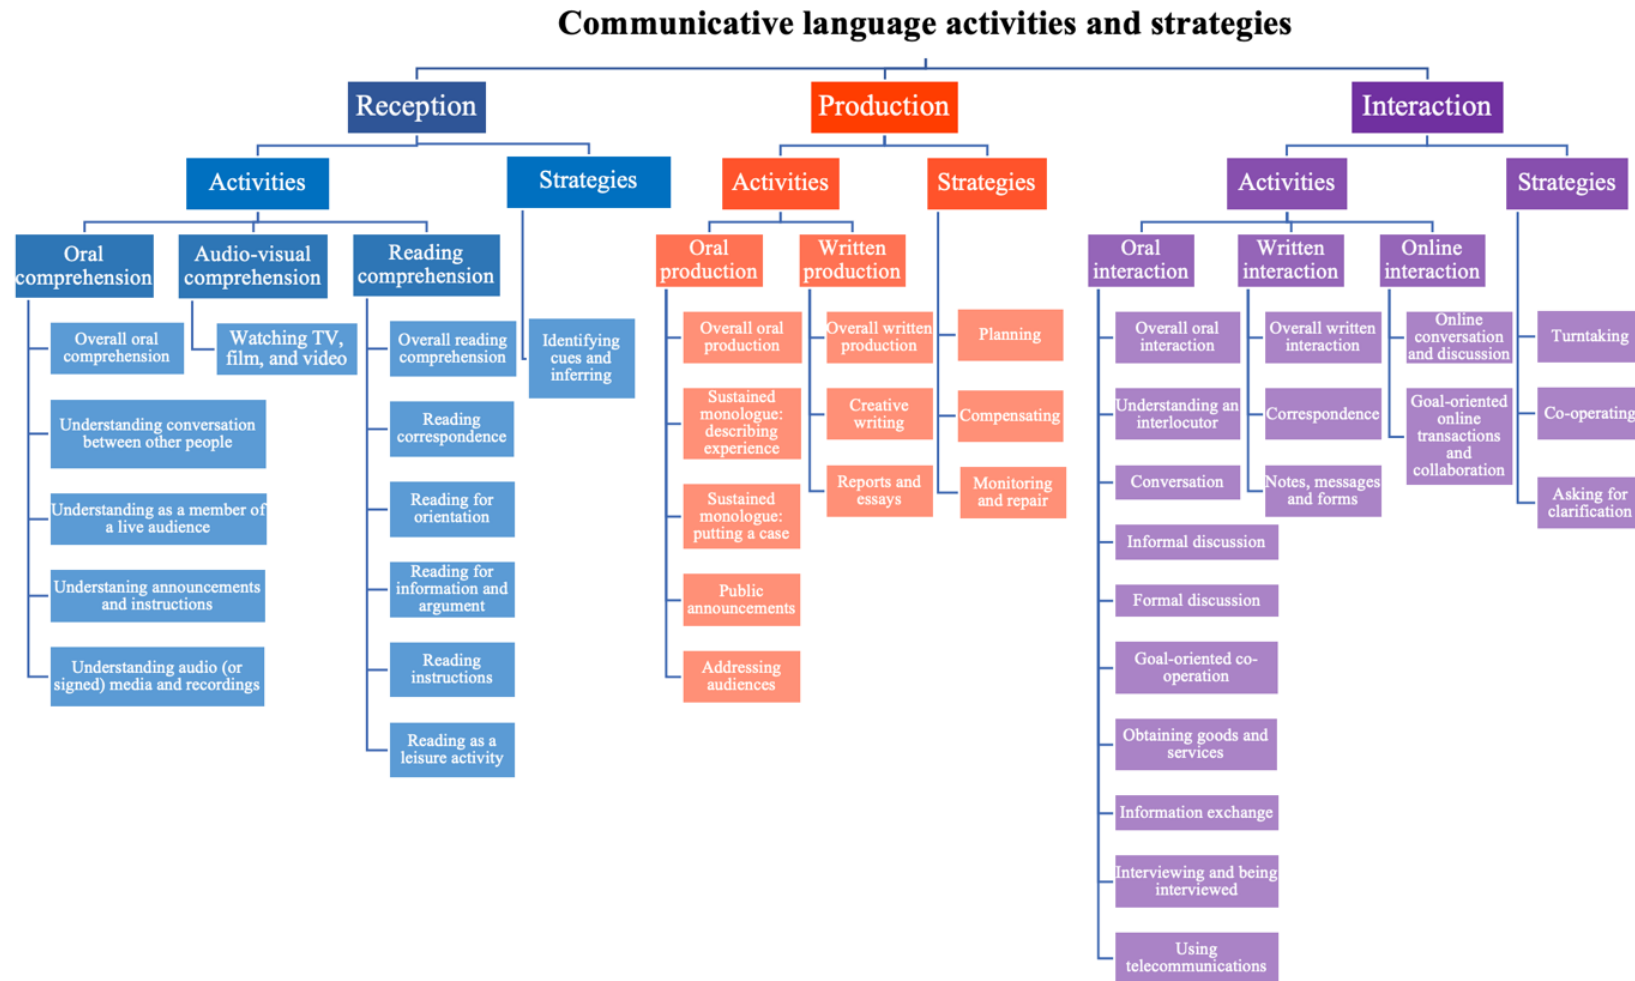 Communicative language activities and strategies
Reception
Production
Interaction
Activities
Strategies
Activities
Strategies
Activities
Strategies
Oral
comprehension
Audio-visual
comprehension
Reading
comprehension
Oral
production
Written
production
Oral
interaction
Written
interaction
Online
interaction
Overall oral
comprehension
Understanding conversation
between other people
Understanding as a member of
a live audience
Understaning announcements
and instructions
Understanding audio (or
signed) media and recordings
Watching TV,
film, and video
Overall reading
comprehension
Reading
correspondence
Reading for
orientation
Reading for
information and
argument
Reading
instructions
Reading as a
leisure activity
Identifying
cues and
inferring
Overall oral
production
Sustained
monologue:
describing
experience
Sustained
monologue:
putting a case
Public
announcements
Addressing
audiences
Overall written
production
Creative
writing
Reports and
essays
Planning
Compensating
Monitoring
and repair
Overall oral
interaction
Understanding an
interlocutor
Conversation
Informal discussion
Formal discussion
Goal-oriented co-
operation
Obtaining goods and
services
Information exchange
Interviewing and being
interviewed
Using
telecommunications
Overall written
interaction
Correspondence
Notes, messages
and forms
Online
conversation
and discussion
Goal-oriented
online
transactions
and
collaboration
Turntaking
Co-operating
Asking for
clarification